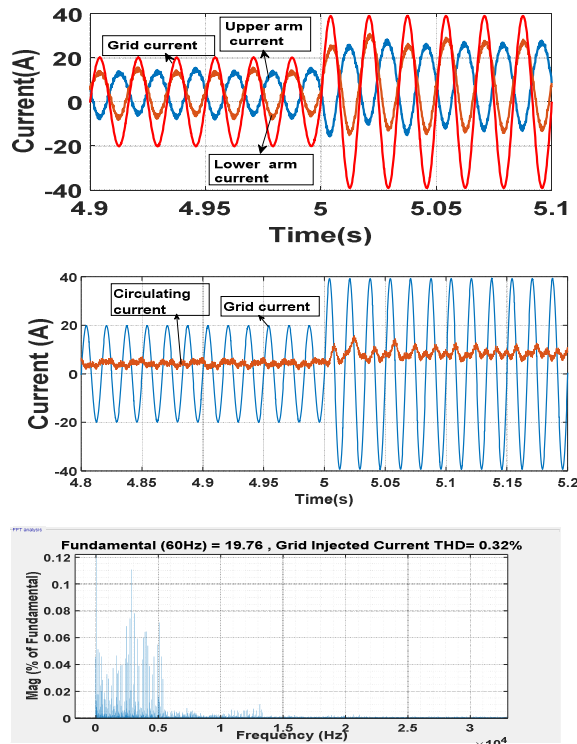 40
20
0
-20
-40
Current(A)
Grid current
Upper arm
current
Lower arm
current
4.9
4.95
5
5.05
5.1
Time(s)
40
20
0
-20
-40
Current (A)
Circulating
current
Grid current
4.8
4.85
4.9
4.95
5
5.05
5.1
5.15
5.2
Time(s)
FFT analysis
Fundamental (60Hz) = 19.76 , Grid Injected Current THD= 0.32%
0.12
0.1
0.08
0.06
0.04
0.02
0
Mag (% of Fundamental)
0
0.5
1
1.5
2
2.5
3
Frequency (Hz)
×10⁴